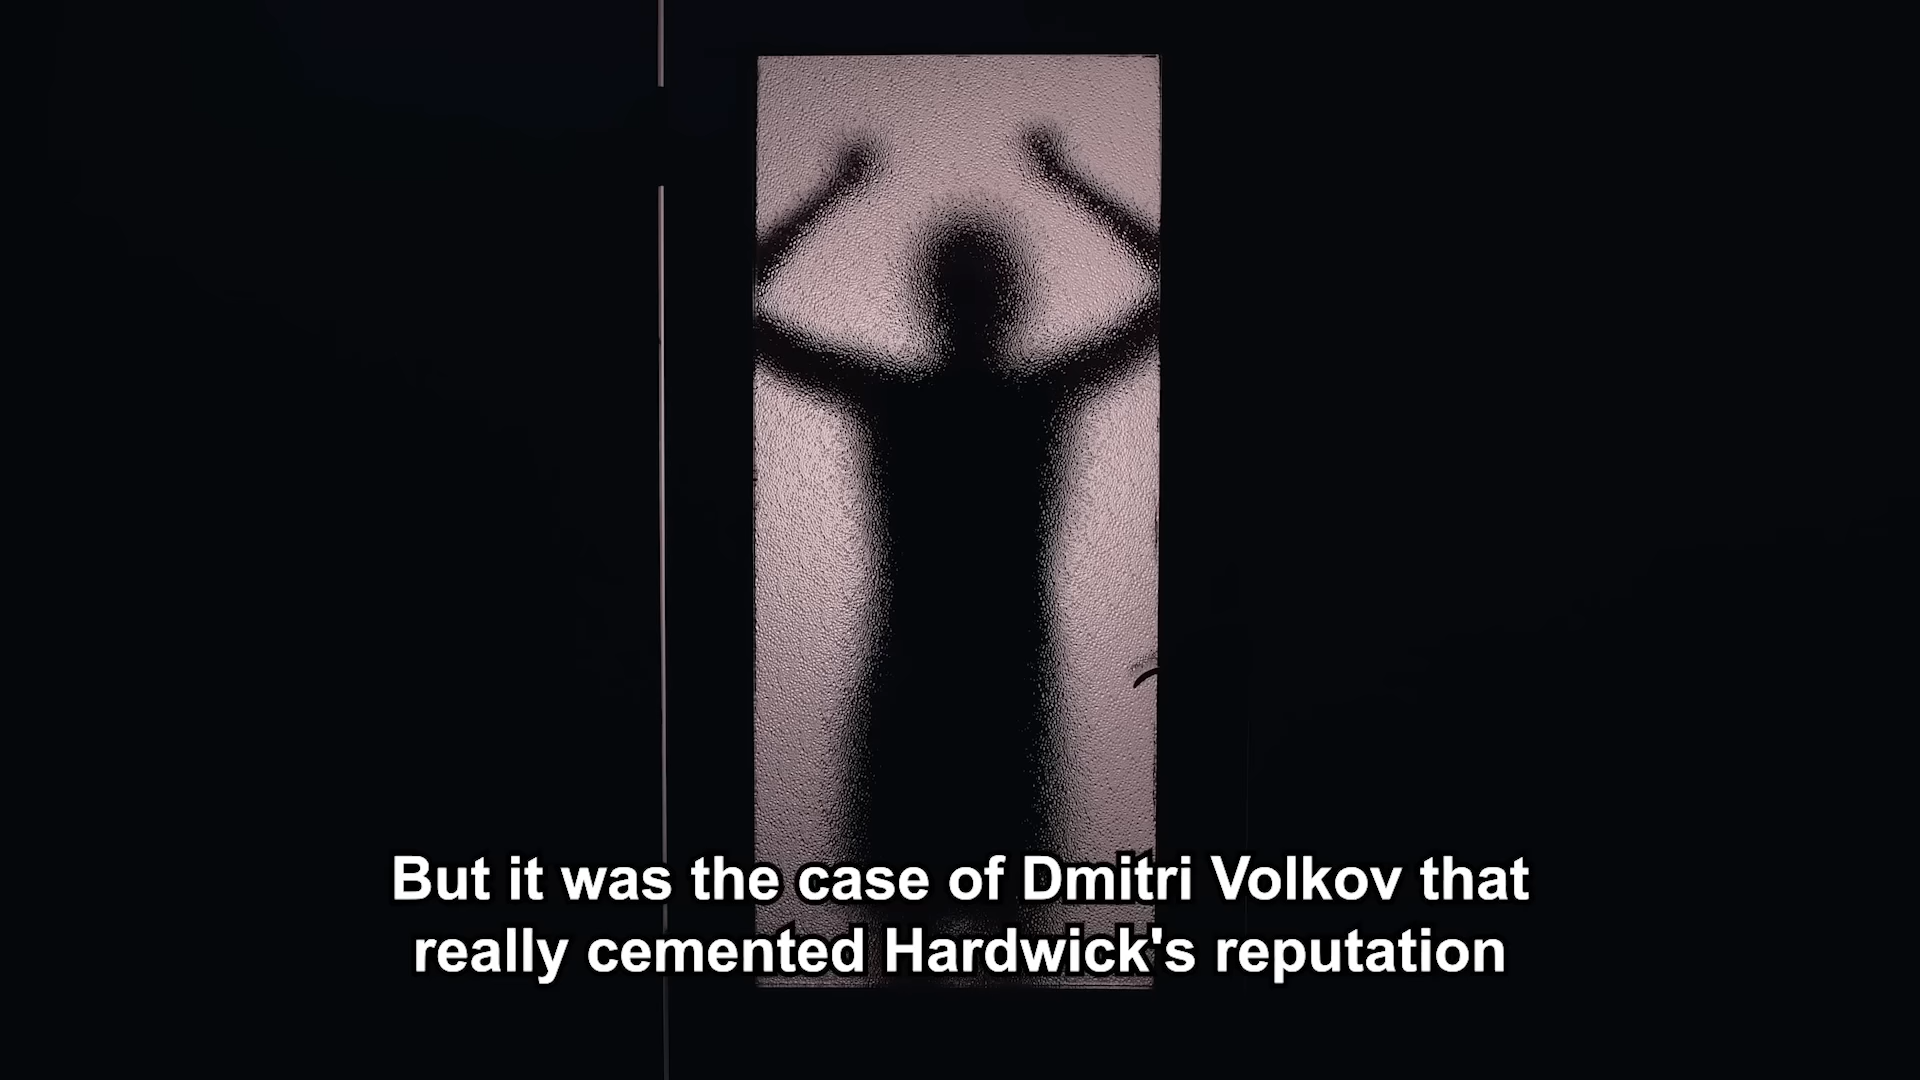 But it was the case of Dmitri Volkov that
really cemented Hardwick's reputation